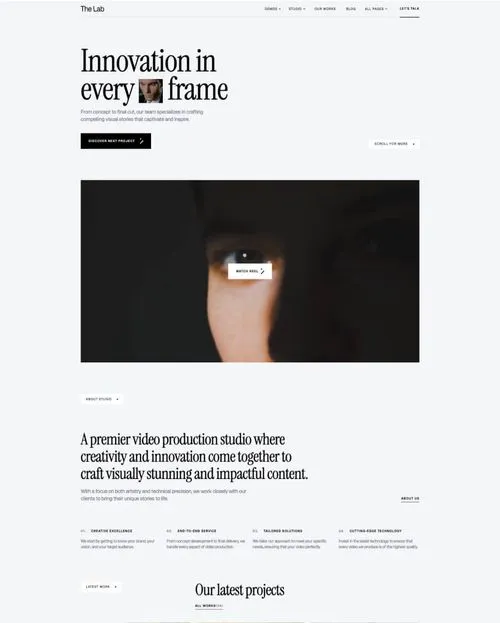 The Lab
DEMOS
STUDIO
OUR WORKS
BLOG
ALL PAGES
LET'S TALK
Innovation in
every frame
From concept to final cut, our team specializes in crafting
compelling visual stories that captivate and inspire.
DISCOVER NEXT PROJECT
SCROLL FOR MORE
WATCH REEL
ABOUT STUDIO
A premier video production studio where
creativity and innovation come together to
craft visually stunning and impactful content.
With a focus on both artistry and technical precision, we work closely with our
clients to bring their unique stories to life.
ABOUT US
01. CREATIVE EXCELLENCE
We start by getting to know your brand, your
vision, and your target audience.
02. END-TO-END SERVICE
From concept development to final delivery, we
handle every aspect of video production.
03. TAILORED SOLUTIONS
We tailor our approach to meet your specific
needs, ensuring that your video perfectly.
04. CUTTING-EDGE TECHNOLOGY
Invest in the latest technology to ensure that
every video we produce is of the highest quality.
LATEST WORK
Our latest projects
ALL WORKS